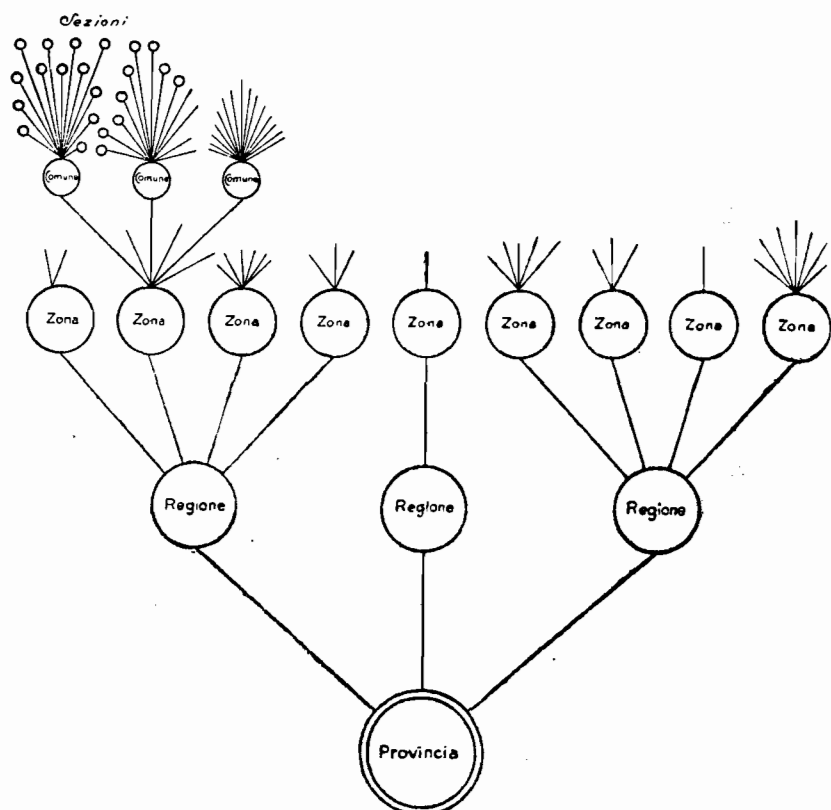 Sezioni
Comune Comune Comune
Zona Zona Zona Zona Zona Zona Zona Zona Zona
Regione Regione Regione
Provincia